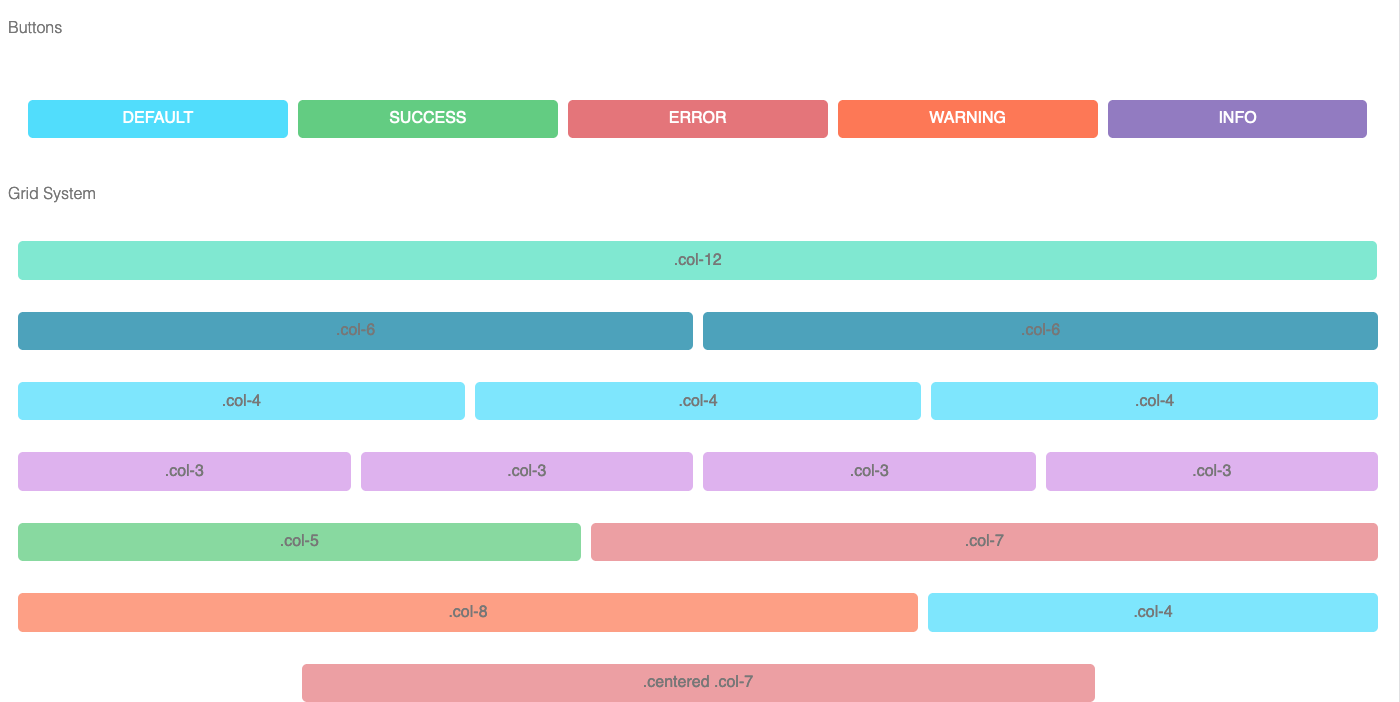 Buttons
DEFAULT SUCCESS ERROR WARNING INFO
Grid System
.col-12
.col-6 .col-6
.col-4 .col-4 .col-4
.col-3 .col-3 .col-3 .col-3
.col-5 .col-7
.col-8 .col-4
.centered .col-7